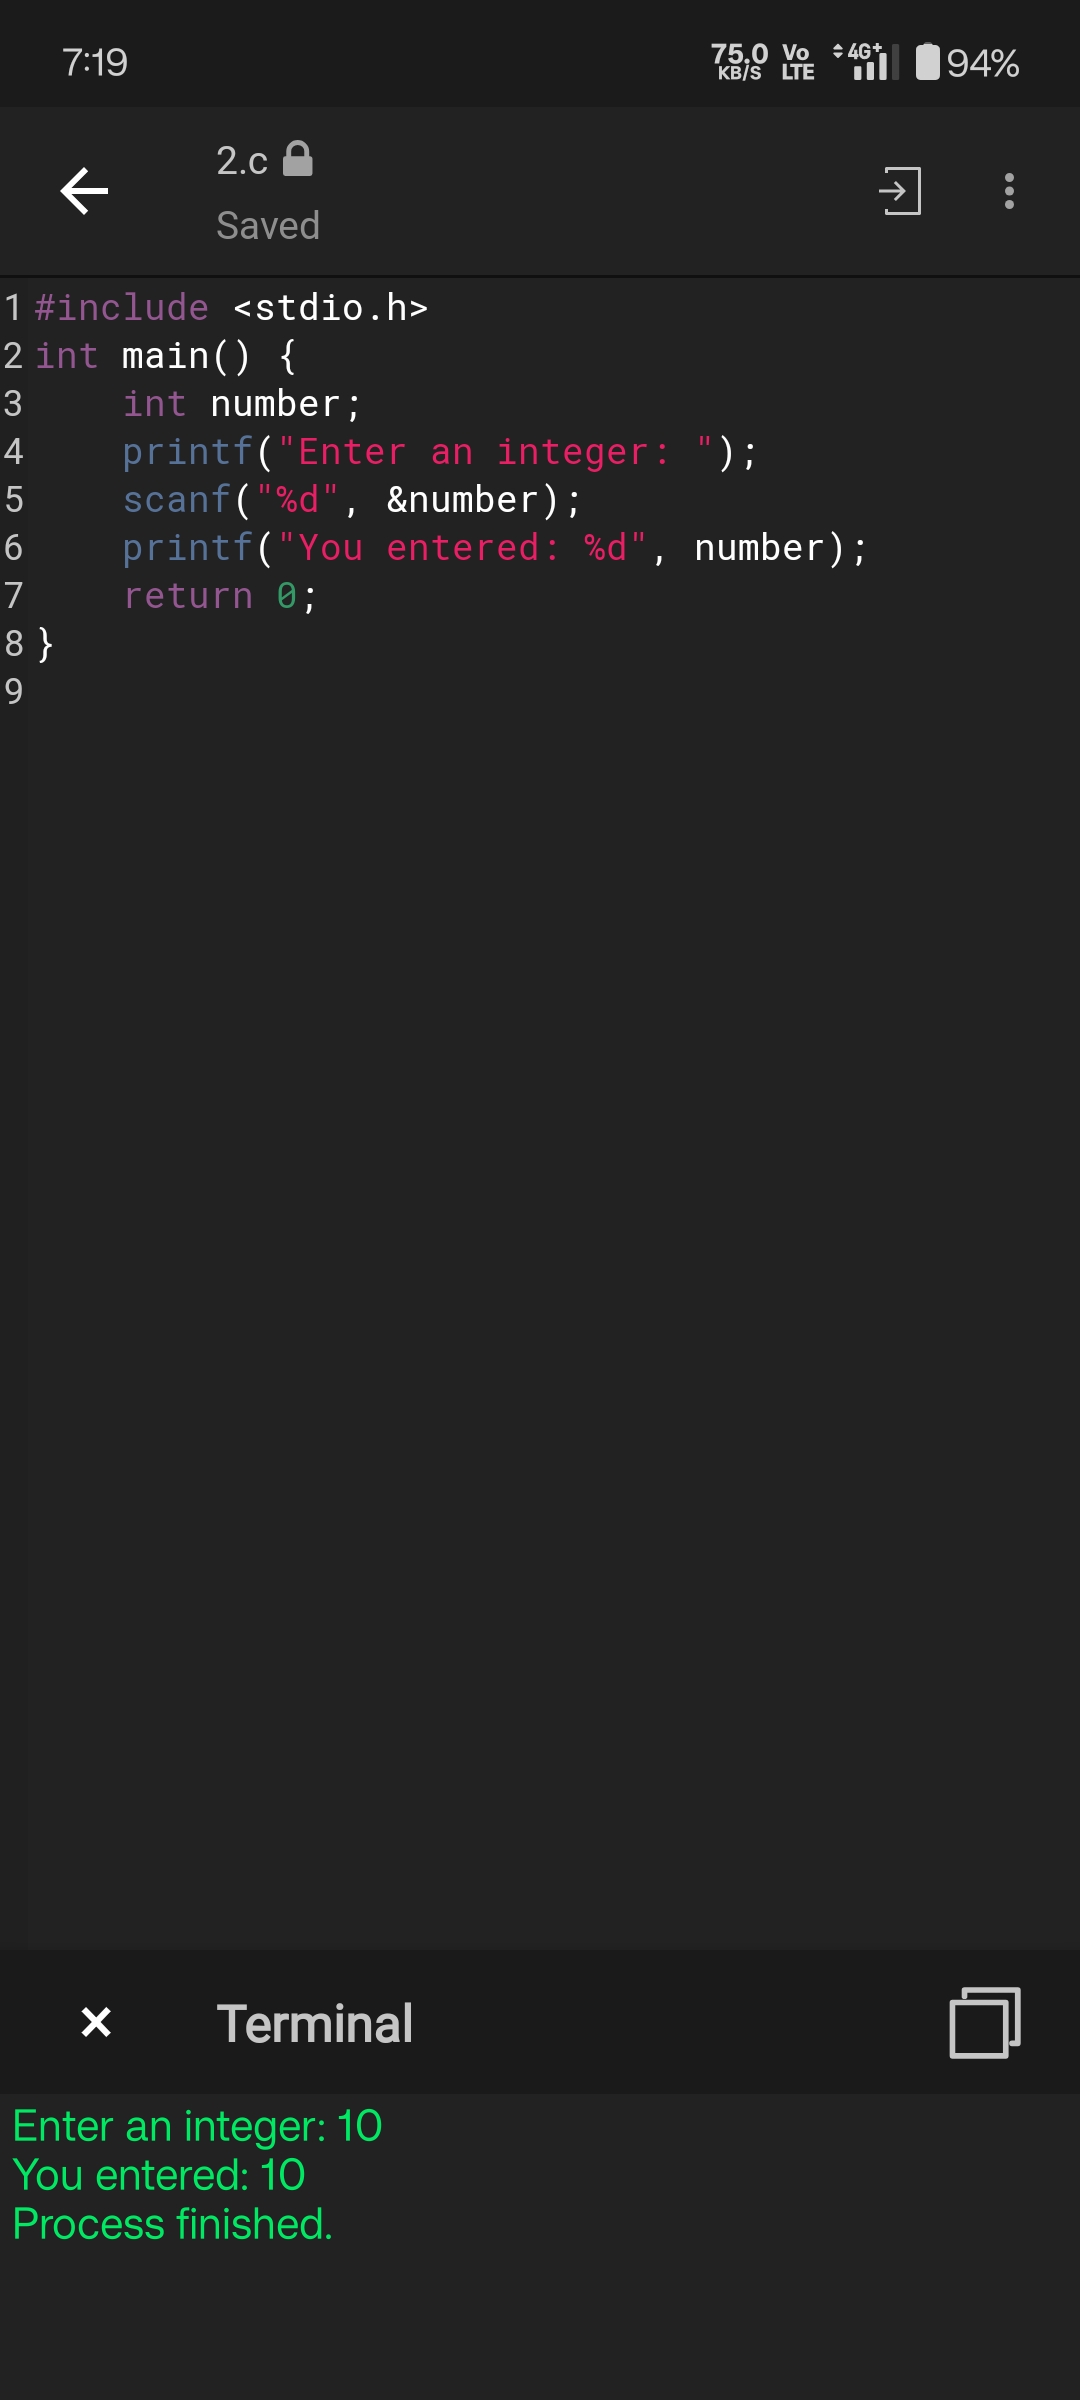 7:19
75.0 KB/S Vo LTE 4G+ 94%
2.c
Saved
1 #include <stdio.h>
2 int main() {
3     int number;
4     printf("Enter an integer: ");
5     scanf("%d", &number);
6     printf("You entered: %d", number);
7     return 0;
8 }
9
Terminal
Enter an integer: 10
You entered: 10
Process finished.